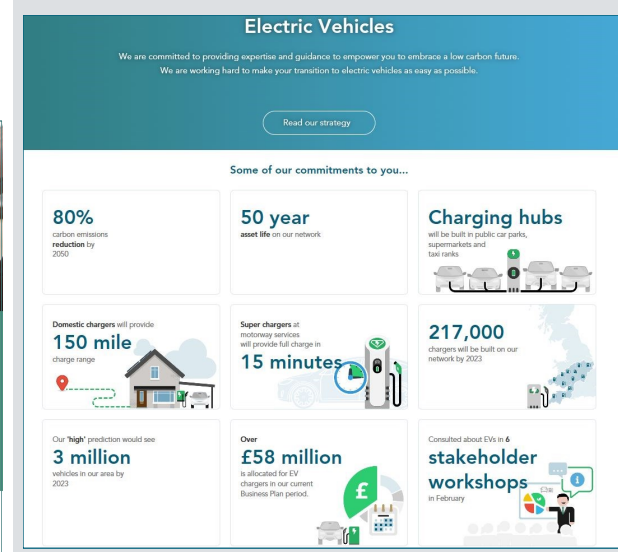 Electric Vehicles
We are committed to providing expertise and guidance to empower you to embrace a low carbon future.
We are working hard to make your transition to electric vehicles as easy as possible.
Read our strategy
Some of our commitments to you...
80%
carbon emissions
reduction by
2050
50 year
asset life on our network
Charging hubs
will be built in public car parks,
supermarkets and
taxi ranks
Domestic chargers will provide
150 mile
charge range
Super chargers at
motorway services
will provide full charge in
15 minutes
217,000
chargers will be built on our
network by 2023
Our 'high' prediction would see
3 million
vehicles in our area by
2023
Over
£58 million
is allocated for EV
chargers in our current
Business Plan period.
£
Consulted about EVs in 6
stakeholder
workshops
in February